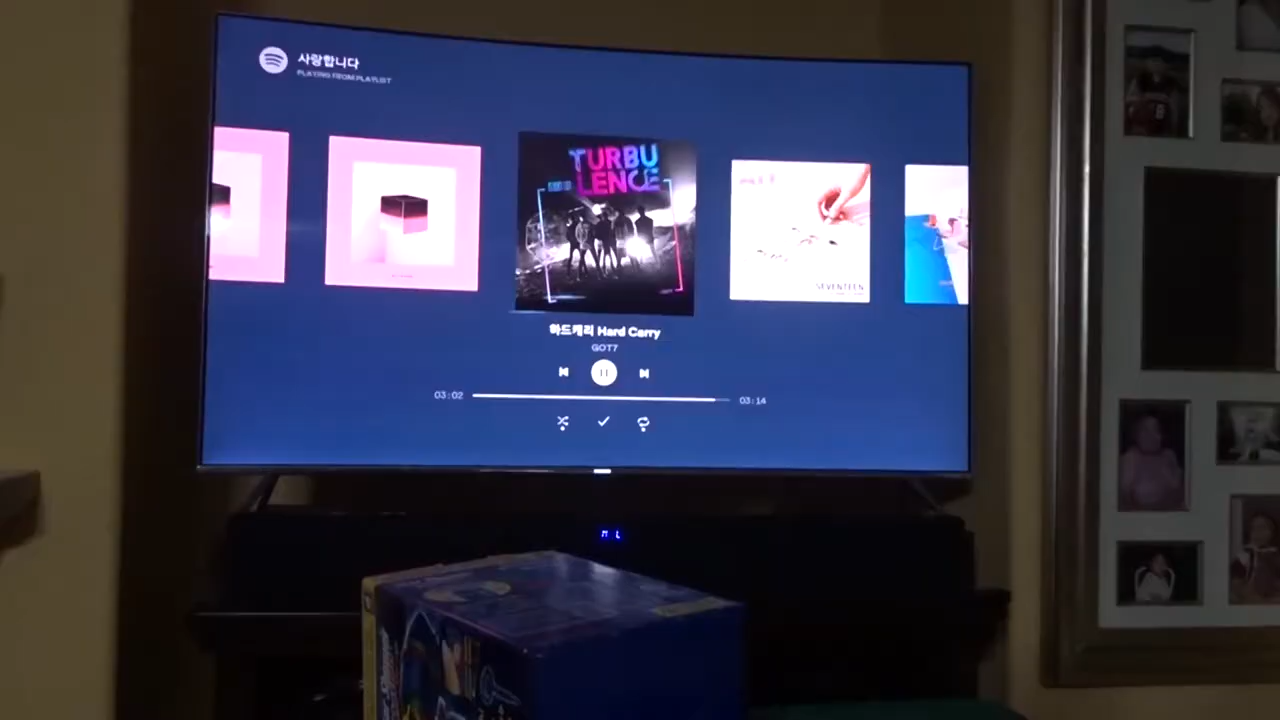 사랑합니다
PLAYING FROM PLAYLIST
TURBU
LENCE
SEVENTEEN
하드캐리 Hard Carry
GOT7
03:02
03:14